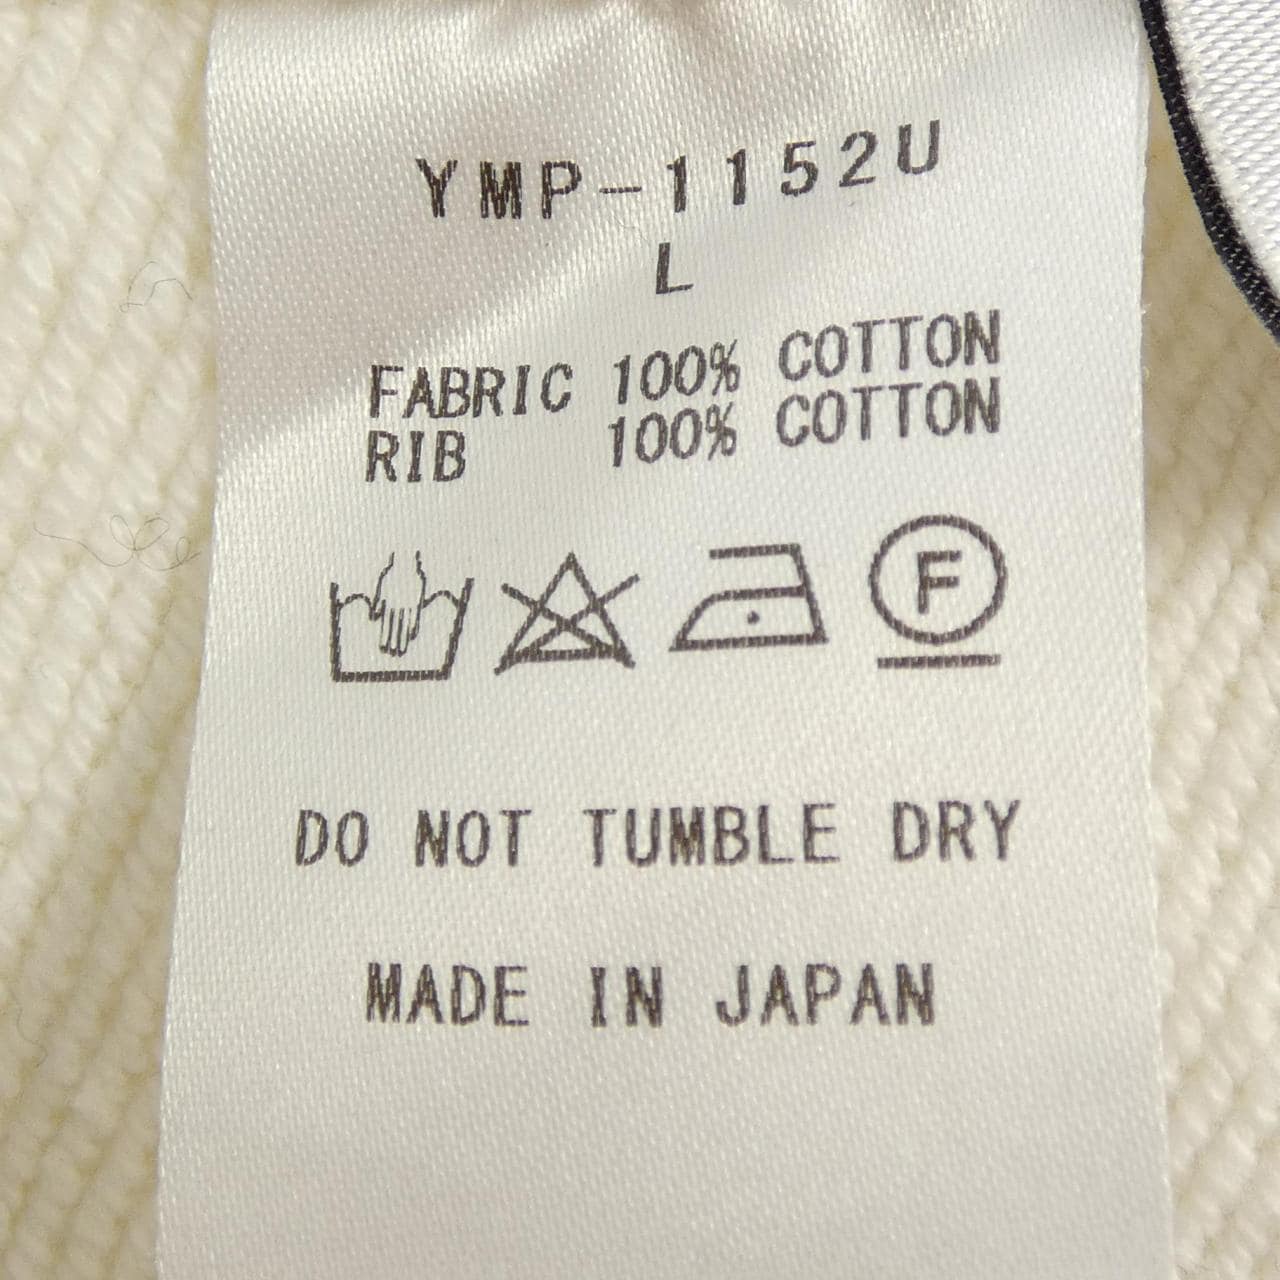 YMP-1152U
L
FABRIC 100% COTTON
RIB 100% COTTON
F
DO NOT TUMBLE DRY
MADE IN JAPAN